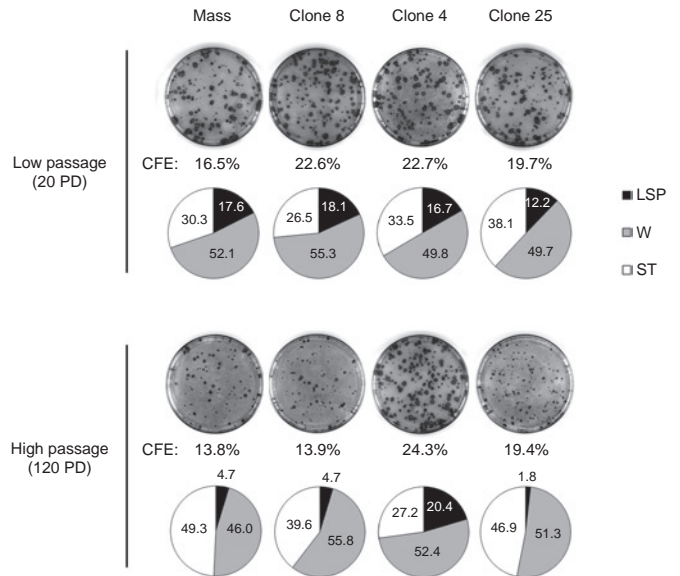 Mass Clone 8 Clone 4 Clone 25
Low passage
(20 PD)
CFE: 16.5% 22.6% 22.7% 19.7%
30.3 17.6 52.1
26.5 18.1 55.3
33.5 16.7 49.8
38.1 12.2 49.7
LSP
W
ST
High passage
(120 PD)
CFE: 13.8% 13.9% 24.3% 19.4%
4.7 49.3 46.0
4.7 39.6 55.8
27.2 20.4 52.4
1.8 46.9 51.3